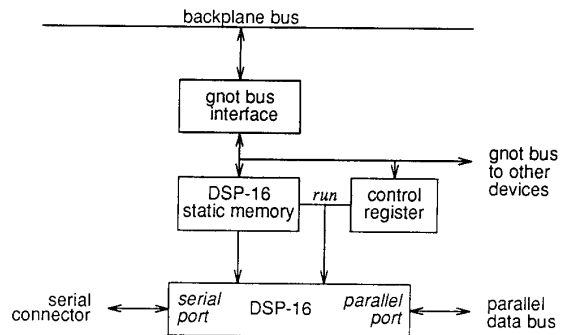 backplane bus
gnot bus
interface
gnot bus
to other
devices
DSP-16
static memory
run
control
register
serial
connector
serial
port
DSP-16
parallel
port
parallel
data bus